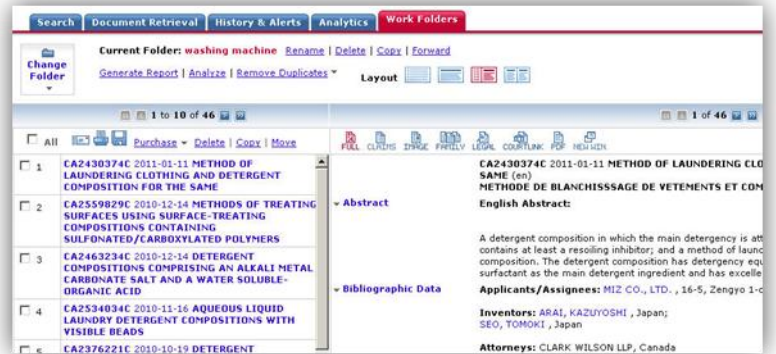 Search Document Retrieval History & Alerts Analytics Work Folders
Change Folder
Current Folder: washing machine Rename | Delete | Copy | Forward
Generate Report | Analyze | Remove Duplicates Layout
1 to 10 of 46
All Purchase Delete | Copy | Move
1 CA2430374C 2011-01-11 METHOD OF
LAUNDERING CLOTHING AND DETERGENT
COMPOSITION FOR THE SAME
2 CA2559829C 2010-12-14 METHODS OF TREATING
SURFACES USING SURFACE-TREATING
COMPOSITIONS CONTAINING
SULFONATED/CARBOXYLATED POLYMERS
3 CA2463234C 2010-12-14 DETERGENT
COMPOSITIONS COMPRISING AN ALKALI METAL
CARBONATE SALT AND A WATER SOLUBLE-
ORGANIC ACID
4 CA2534034C 2010-11-16 AQUEOUS LIQUID
LAUNDRY DETERGENT COMPOSITIONS WITH
VISIBLE BEADS
5 CA2376221C 2010-10-19 DETERGENT
1 of 46
FULL CLAIMS IMAGE FAMILY LEGAL COURTLINK PDF NEW WIN.
CA2430374C 2011-01-11 METHOD OF LAUNDERING CLO
SAME (en)
METHODE DE BLANCHISSSAGE DE VETEMENTS ET COM
Abstract
English Abstract:
A detergent composition in which the main detergency is att
contains at least a resoiling inhibitor; and a method of laund
composition. The detergent composition has detergency equ
surfactant as the main detergent ingredient and has excelle
Bibliographic Data
Applicants/Assignees: MIZ CO., LTD. , 16-5, Zengyo 1-c
Inventors: ARAI, KAZUYOSHI , Japan;
SEO, TOMOKI , Japan
Attorneys: CLARK WILSON LLP, Canada